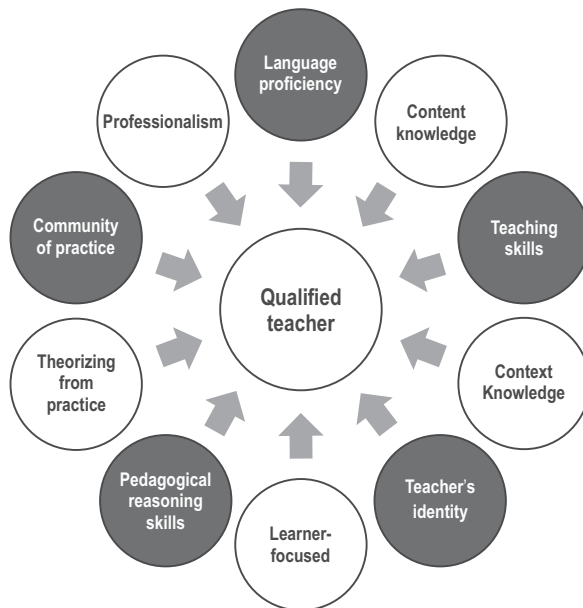 Language
proficiency
Content
knowledge
Teaching
skills
Context
Knowledge
Teacher's
identity
Learner-
focused
Pedagogical
reasoning
skills
Theorizing
from
practice
Community
of practice
Professionalism
Qualified
teacher